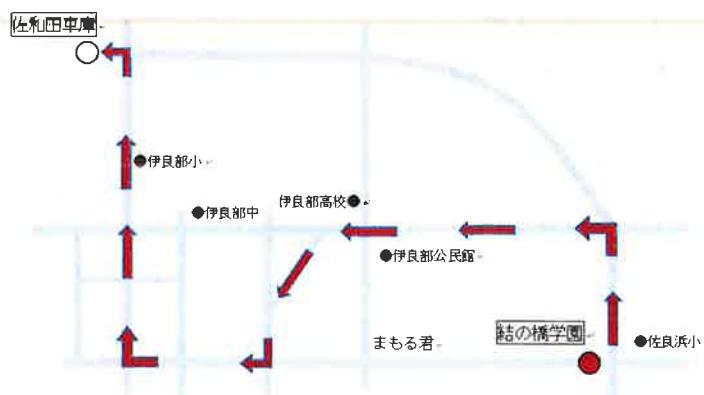 佐和田車庫
●伊良部小
●伊良部中
伊良部高校●
●伊良部公民館
結の橋学園
まもる君
●佐良浜小